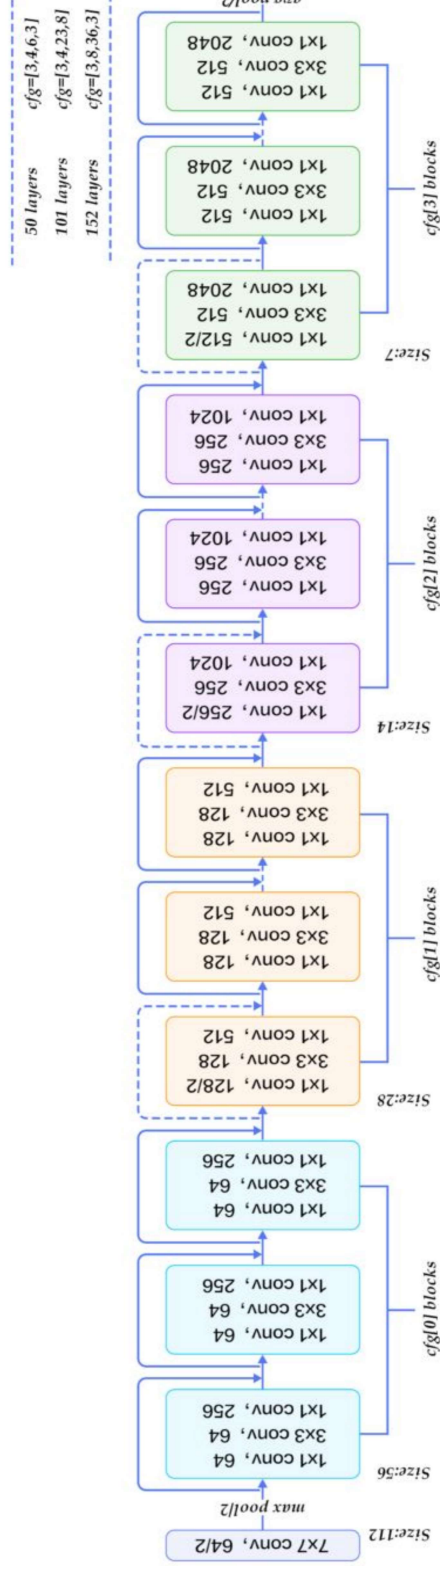 Size:112
7x7 conv, 64/2
max pool/2
Size:56
1x1 conv, 64
3x3 conv, 64
1x1 conv, 256
cfg[0] blocks
1x1 conv, 64
3x3 conv, 64
1x1 conv, 256
1x1 conv, 64
3x3 conv, 64
1x1 conv, 256
Size:28
1x1 conv, 128/2
3x3 conv, 128
1x1 conv, 512
cfg[1] blocks
1x1 conv, 128
3x3 conv, 128
1x1 conv, 512
1x1 conv, 128
3x3 conv, 128
1x1 conv, 512
Size:14
1x1 conv, 256/2
3x3 conv, 256
1x1 conv, 1024
cfg[2] blocks
1x1 conv, 256
3x3 conv, 256
1x1 conv, 1024
1x1 conv, 256
3x3 conv, 256
1x1 conv, 1024
Size:7
1x1 conv, 512/2
3x3 conv, 512
1x1 conv, 2048
cfg[3] blocks
1x1 conv, 512
3x3 conv, 512
1x1 conv, 2048
1x1 conv, 512
3x3 conv, 512
1x1 conv, 2048
avg pool/2
50 layers cfg=[3,4,6,3]
101 layers cfg=[3,4,23,8]
152 layers cfg=[3,8,36,3]